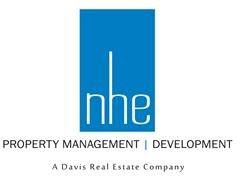 nhe
PROPERTY MANAGEMENT | DEVELOPMENT
A Davis Real Estate Company